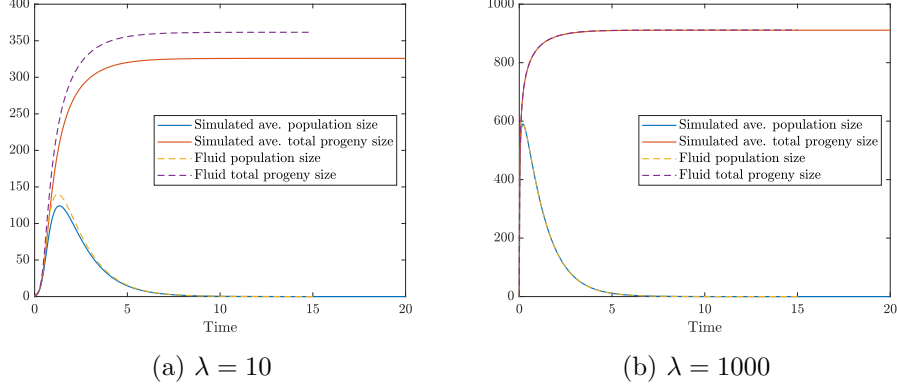 400
350
300
250
200
150
100
50
0
0 5 10 15 20
Time
Simulated ave. population size
Simulated ave. total progeny size
Fluid population size
Fluid total progeny size
(a) λ = 10
1000
800
600
400
200
0
0 5 10 15 20
Time
Simulated ave. population size
Simulated ave. total progeny size
Fluid population size
Fluid total progeny size
(b) λ = 1000